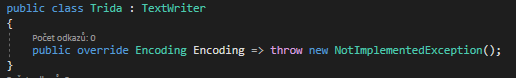 public class Trida : TextWriter
{
Počet odkazů: 0
public override Encoding Encoding => throw new NotImplementedException();
}